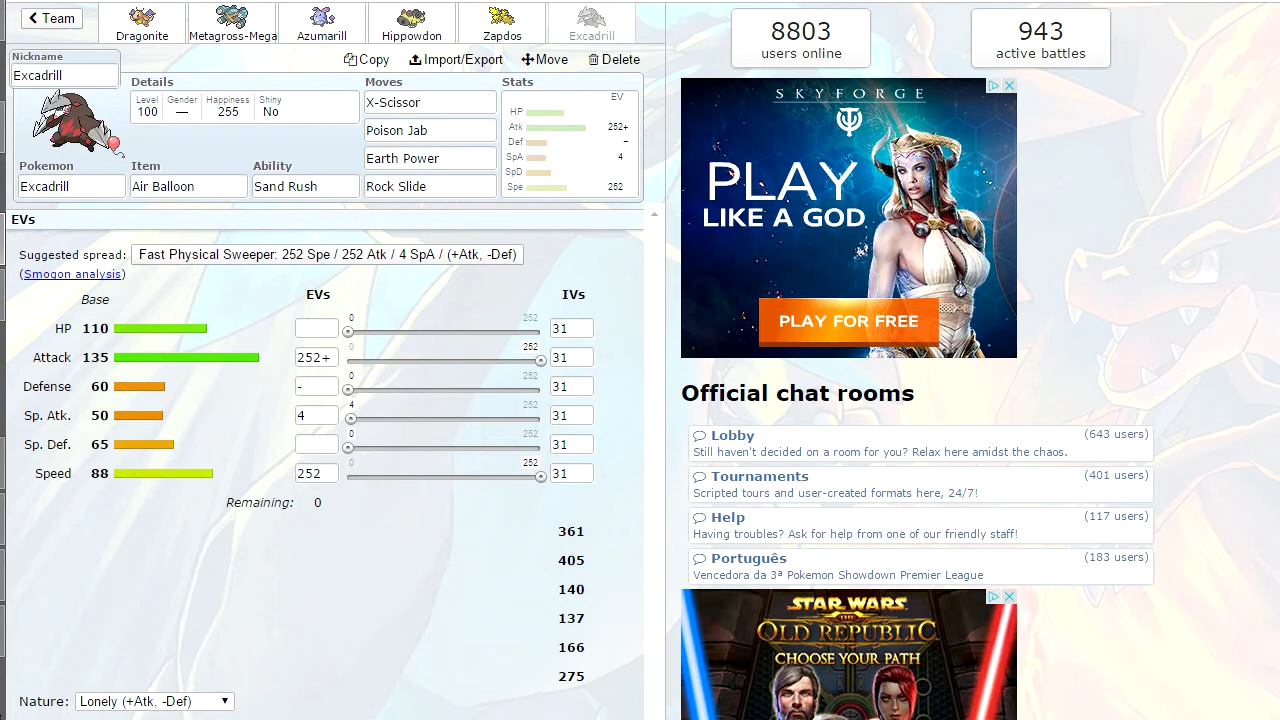 Team
Dragonite
Metagross-Mega
Azumarill
Hippowdon
Zapdos
Excadrill
Nickname
Excadrill
Copy Import/Export Move Delete
Details
Level Gender Happiness Shiny
100 — 255 No
Pokemon
Excadrill
Item
Air Balloon
Ability
Sand Rush
Moves
X-Scissor
Poison Jab
Earth Power
Rock Slide
Stats
EV
HP
Atk 252+
Def -
SpA 4
SpD
Spe 252
EVs
Suggested spread: Fast Physical Sweeper: 252 Spe / 252 Atk / 4 SpA / (+Atk, -Def)
(Smogon analysis)
Base EVs IVs
HP 110 0 252 31
Attack 135 252+ 0 252 31
Defense 60 - 0 252 31
Sp. Atk. 50 4 4 252 31
Sp. Def. 65 0 252 31
Speed 88 252 0 252 31
Remaining: 0
361
405
140
137
166
275
Nature: Lonely (+Atk, -Def)
8803
users online
943
active battles
SKYFORGE
PLAY
LIKE A GOD
PLAY FOR FREE
Official chat rooms
Lobby (643 users)
Still haven't decided on a room for you? Relax here amidst the chaos.
Tournaments (401 users)
Scripted tours and user-created formats here, 24/7!
Help (117 users)
Having troubles? Ask for help from one of our friendly staff!
Português (183 users)
Vencedora da 3ª Pokemon Showdown Premier League
STAR WARS
THE
OLD REPUBLIC
CHOOSE YOUR PATH